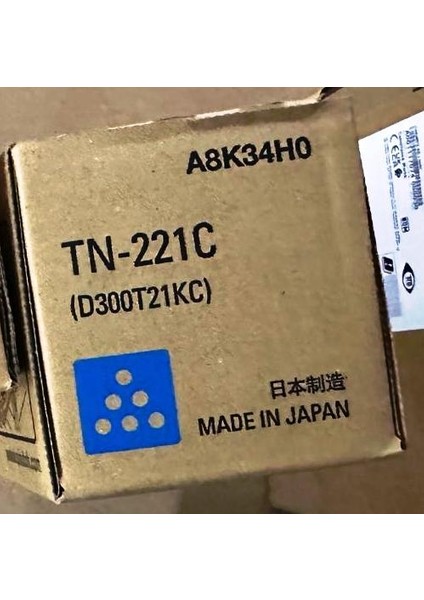 A8K34H0
TN-221C
(D300T21KC)
日本制造
MADE IN JAPAN